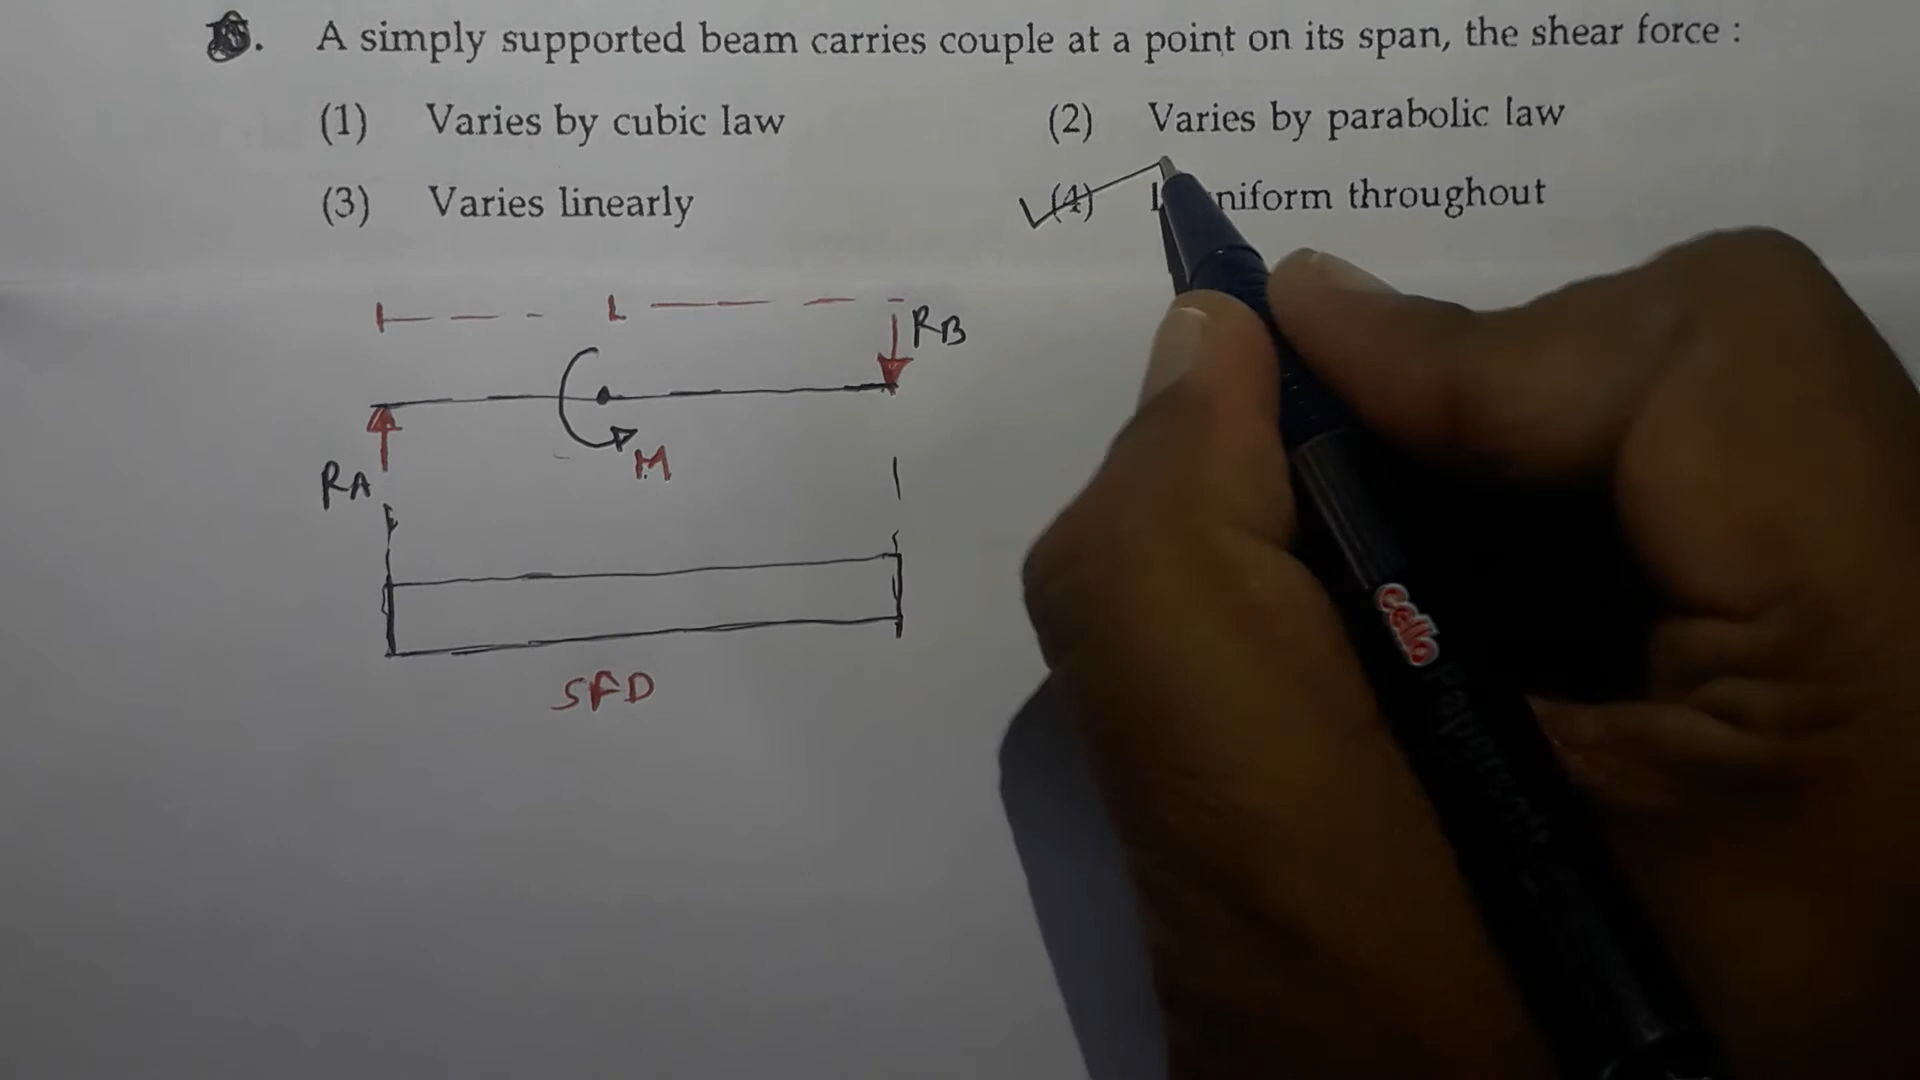 A simply supported beam carries couple at a point on its span, the shear force :
(1) Varies by cubic law (2) Varies by parabolic law
(3) Varies linearly (4) niform throughout
L
RB
RA
M
SFD
cello